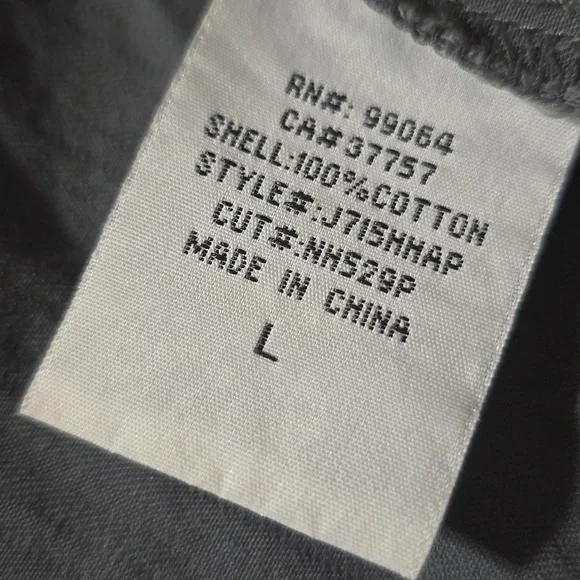 RN#: 99064
CA#37757
SHELL:100%COTTON
STYLE#:J715HHAP
CUT#:NH529P
MADE IN CHINA
L